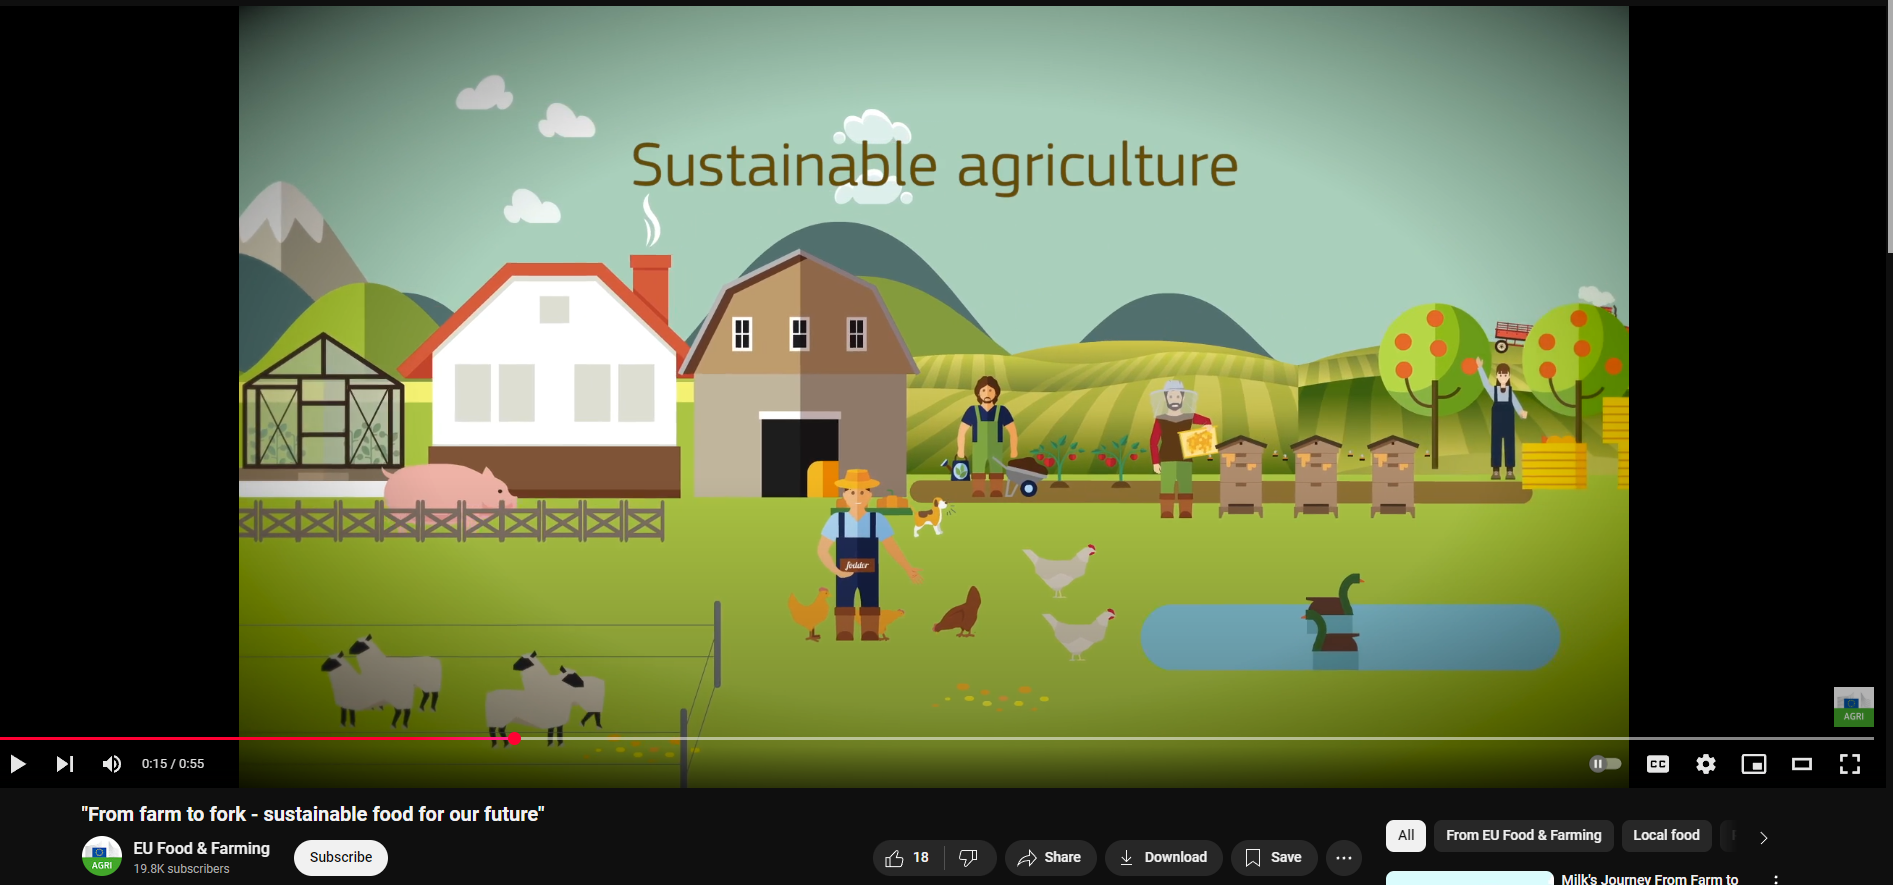 Sustainable agriculture
fodder
AGRI
0:15 / 0:55
CC
"From farm to fork - sustainable food for our future"
AGRI
EU Food & Farming
19.8K subscribers
Subscribe
18
Share
Download
Save
All
From EU Food & Farming
Local food
Milk's Journey From Farm to